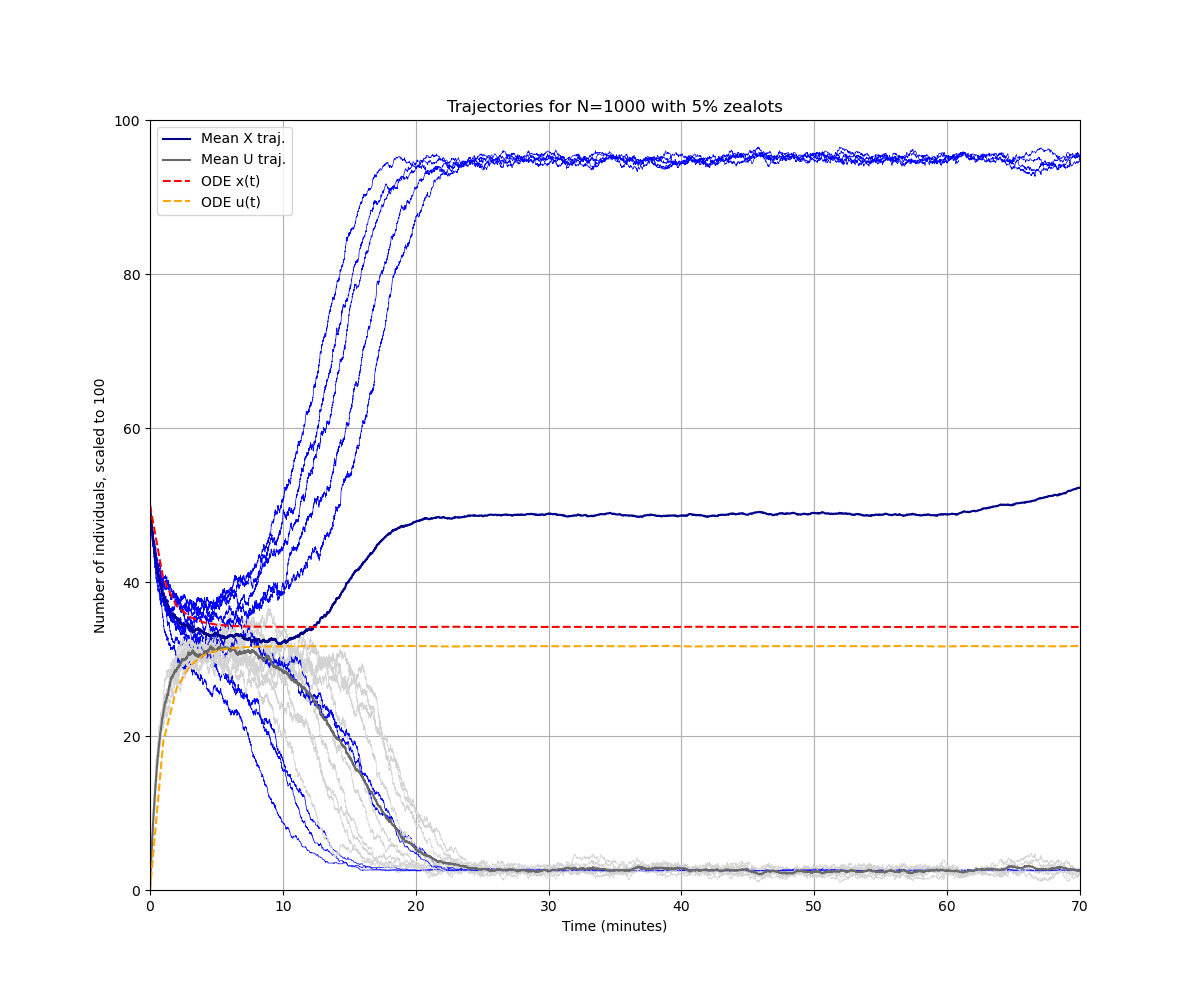 Trajectories for N=1000 with 5% zealots
Mean X traj.
Mean U traj.
ODE x(t)
ODE u(t)
100
80
60
40
20
0
Number of individuals, scaled to 100
0 10 20 30 40 50 60 70
Time (minutes)